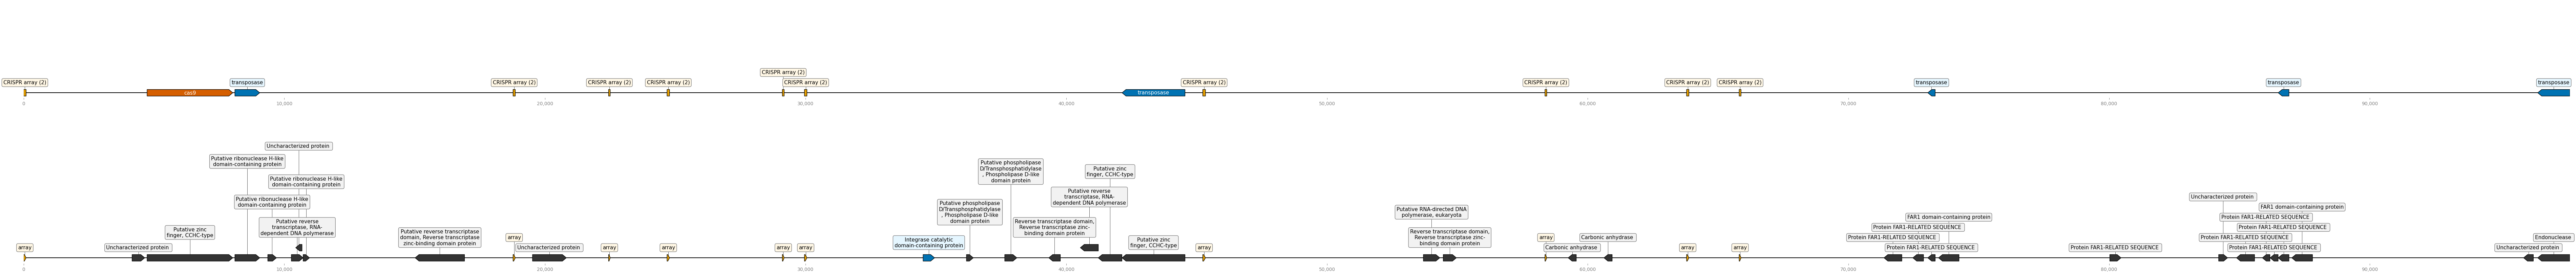 CRISPR array (2)
CRISPR array (2)
transposase
CRISPR array (2)
CRISPR array (2)
CRISPR array (2)
CRISPR array (2)
CRISPR array (2)
CRISPR array (2)
CRISPR array (2)
CRISPR array (2)
transposase
transposase
transposase
cas9
transposase
0
10,000
20,000
30,000
40,000
50,000
60,000
70,000
80,000
90,000
Uncharacterized protein
Putative ribonuclease H-like
domain-containing protein
Putative ribonuclease H-like
domain-containing protein
Putative ribonuclease H-like
domain-containing protein
Putative reverse
transcriptase, RNA-
dependent DNA polymerase
Putative zinc
finger, CCHC-type
array
Uncharacterized protein
Putative reverse transcriptase
domain, Reverse transcriptase
zinc-binding domain protein
array
Uncharacterized protein
array
array
array
array
Integrase catalytic
domain-containing protein
Putative phospholipase
D/Transphosphatidylase
, Phospholipase D-like
domain protein
Putative phospholipase
D/Transphosphatidylase
, Phospholipase D-like
domain protein
Reverse transcriptase domain,
Reverse transcriptase zinc-
binding domain protein
Putative reverse
transcriptase, RNA-
dependent DNA polymerase
Putative zinc
finger, CCHC-type
Putative zinc
finger, CCHC-type
array
Putative RNA-directed DNA
polymerase, eukaryota
Reverse transcriptase domain,
Reverse transcriptase zinc-
binding domain protein
array
Carbonic anhydrase
Carbonic anhydrase
array
array
FAR1 domain-containing protein
Protein FAR1-RELATED SEQUENCE
Protein FAR1-RELATED SEQUENCE
Protein FAR1-RELATED SEQUENCE
Protein FAR1-RELATED SEQUENCE
Uncharacterized protein
FAR1 domain-containing protein
Protein FAR1-RELATED SEQUENCE
Protein FAR1-RELATED SEQUENCE
Protein FAR1-RELATED SEQUENCE
Protein FAR1-RELATED SEQUENCE
Endonuclease
Uncharacterized protein
0
10,000
20,000
30,000
40,000
50,000
60,000
70,000
80,000
90,000